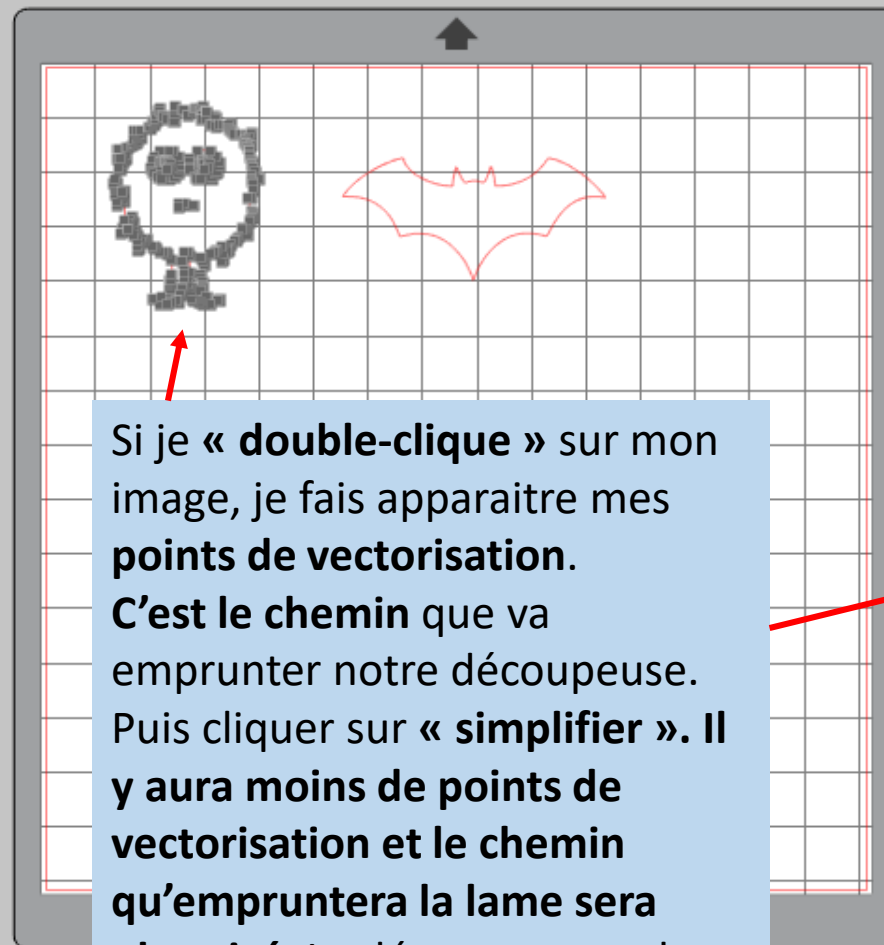 Si je « double-clique » sur mon
image, je fais apparaitre mes
points de vectorisation.
C’est le chemin que va
emprunter notre découpeuse.
Puis cliquer sur « simplifier ». Il
y aura moins de points de
vectorisation et le chemin
qu’empruntera la lame sera